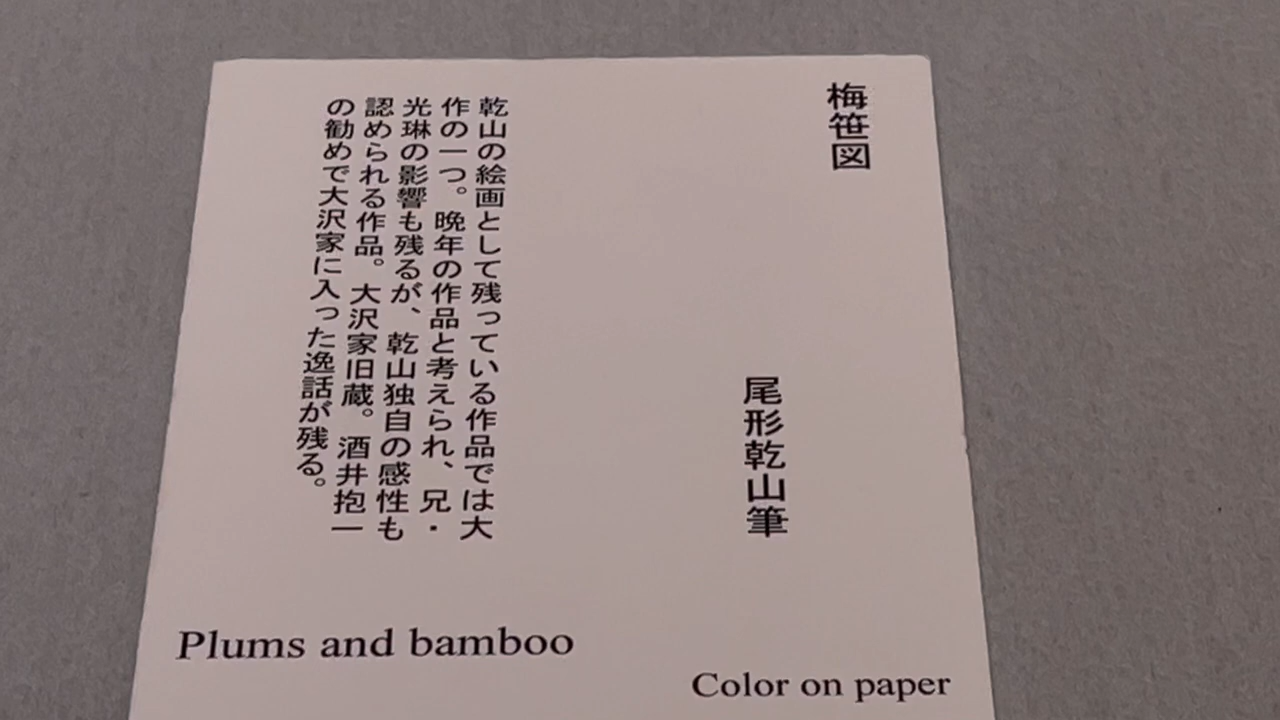 梅笹図
尾形乾山筆
乾山の絵画として残っている作品では大
作の一つ。晩年の作品と考えられ、兄・
光琳の影響も残るが、乾山独自の感性も
認められる作品。大沢家旧蔵。酒井抱一
の勧めで大沢家に入った逸話が残る。
Plums and bamboo
Color on paper